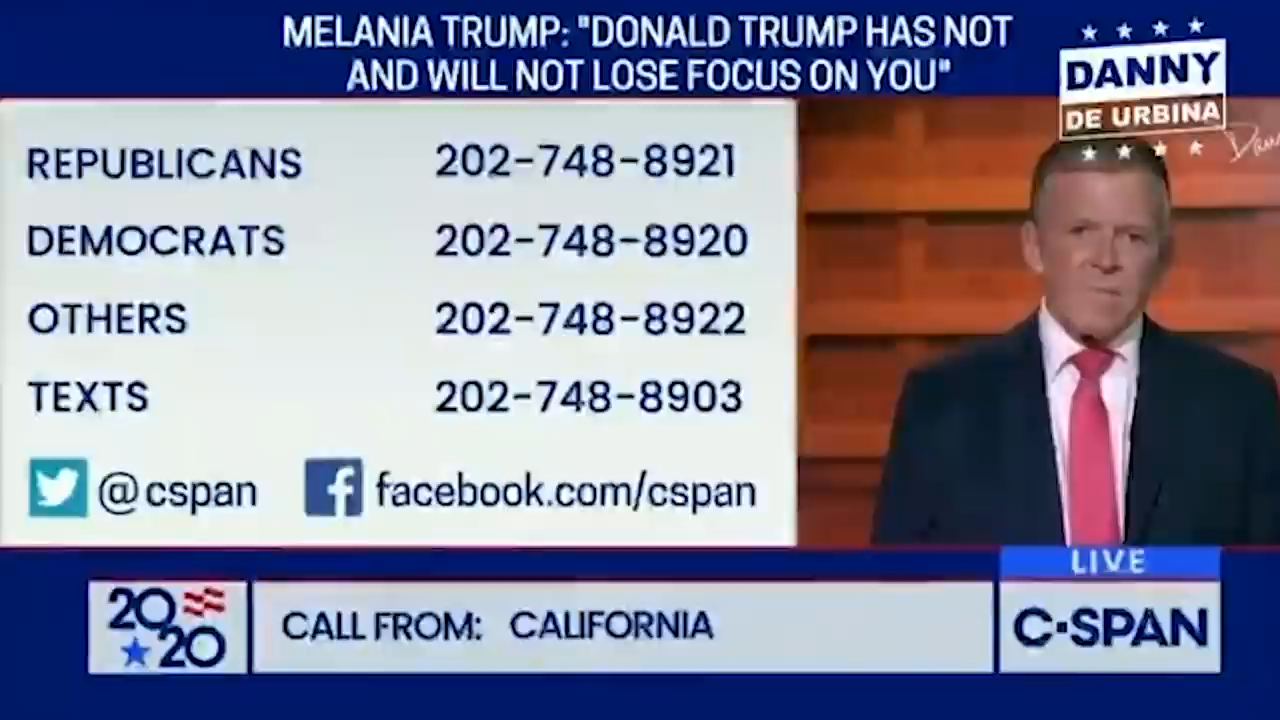 MELANIA TRUMP: "DONALD TRUMP HAS NOT
AND WILL NOT LOSE FOCUS ON YOU"
DANNY
DE URBINA
REPUBLICANS 202-748-8921
DEMOCRATS 202-748-8920
OTHERS 202-748-8922
TEXTS 202-748-8903
@cspan facebook.com/cspan
LIVE
2020
CALL FROM: CALIFORNIA
C·SPAN